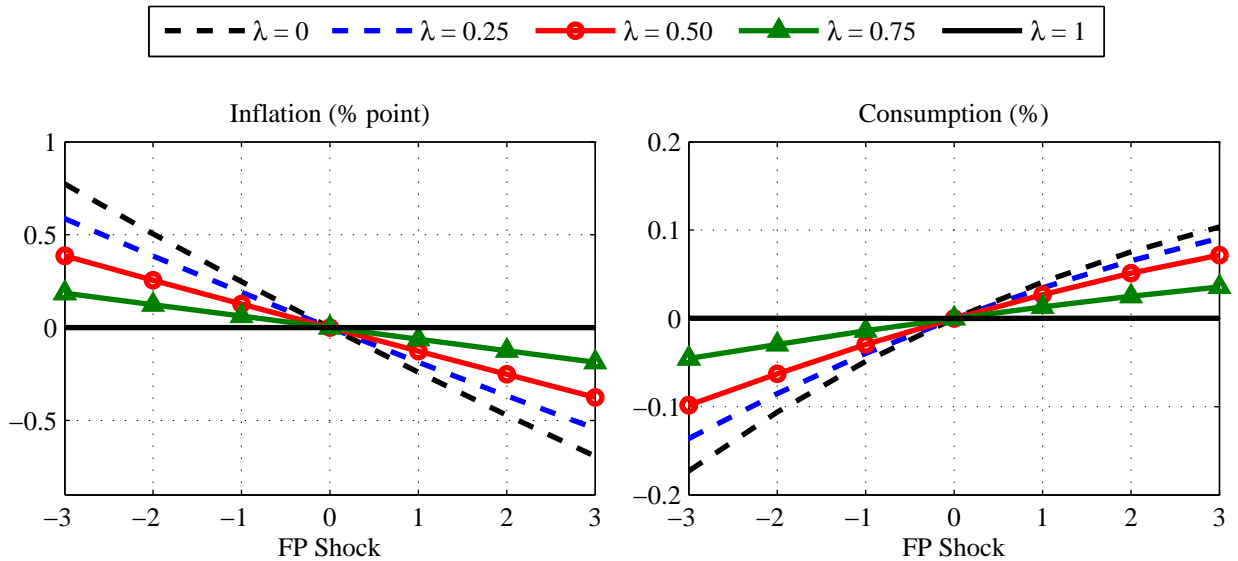 λ = 0 λ = 0.25 λ = 0.50 λ = 0.75 λ = 1
Inflation (% point)
1
0.5
0
−0.5
−3 −2 −1 0 1 2 3
FP Shock
Consumption (%)
0.2
0.1
0
−0.1
−0.2
−3 −2 −1 0 1 2 3
FP Shock